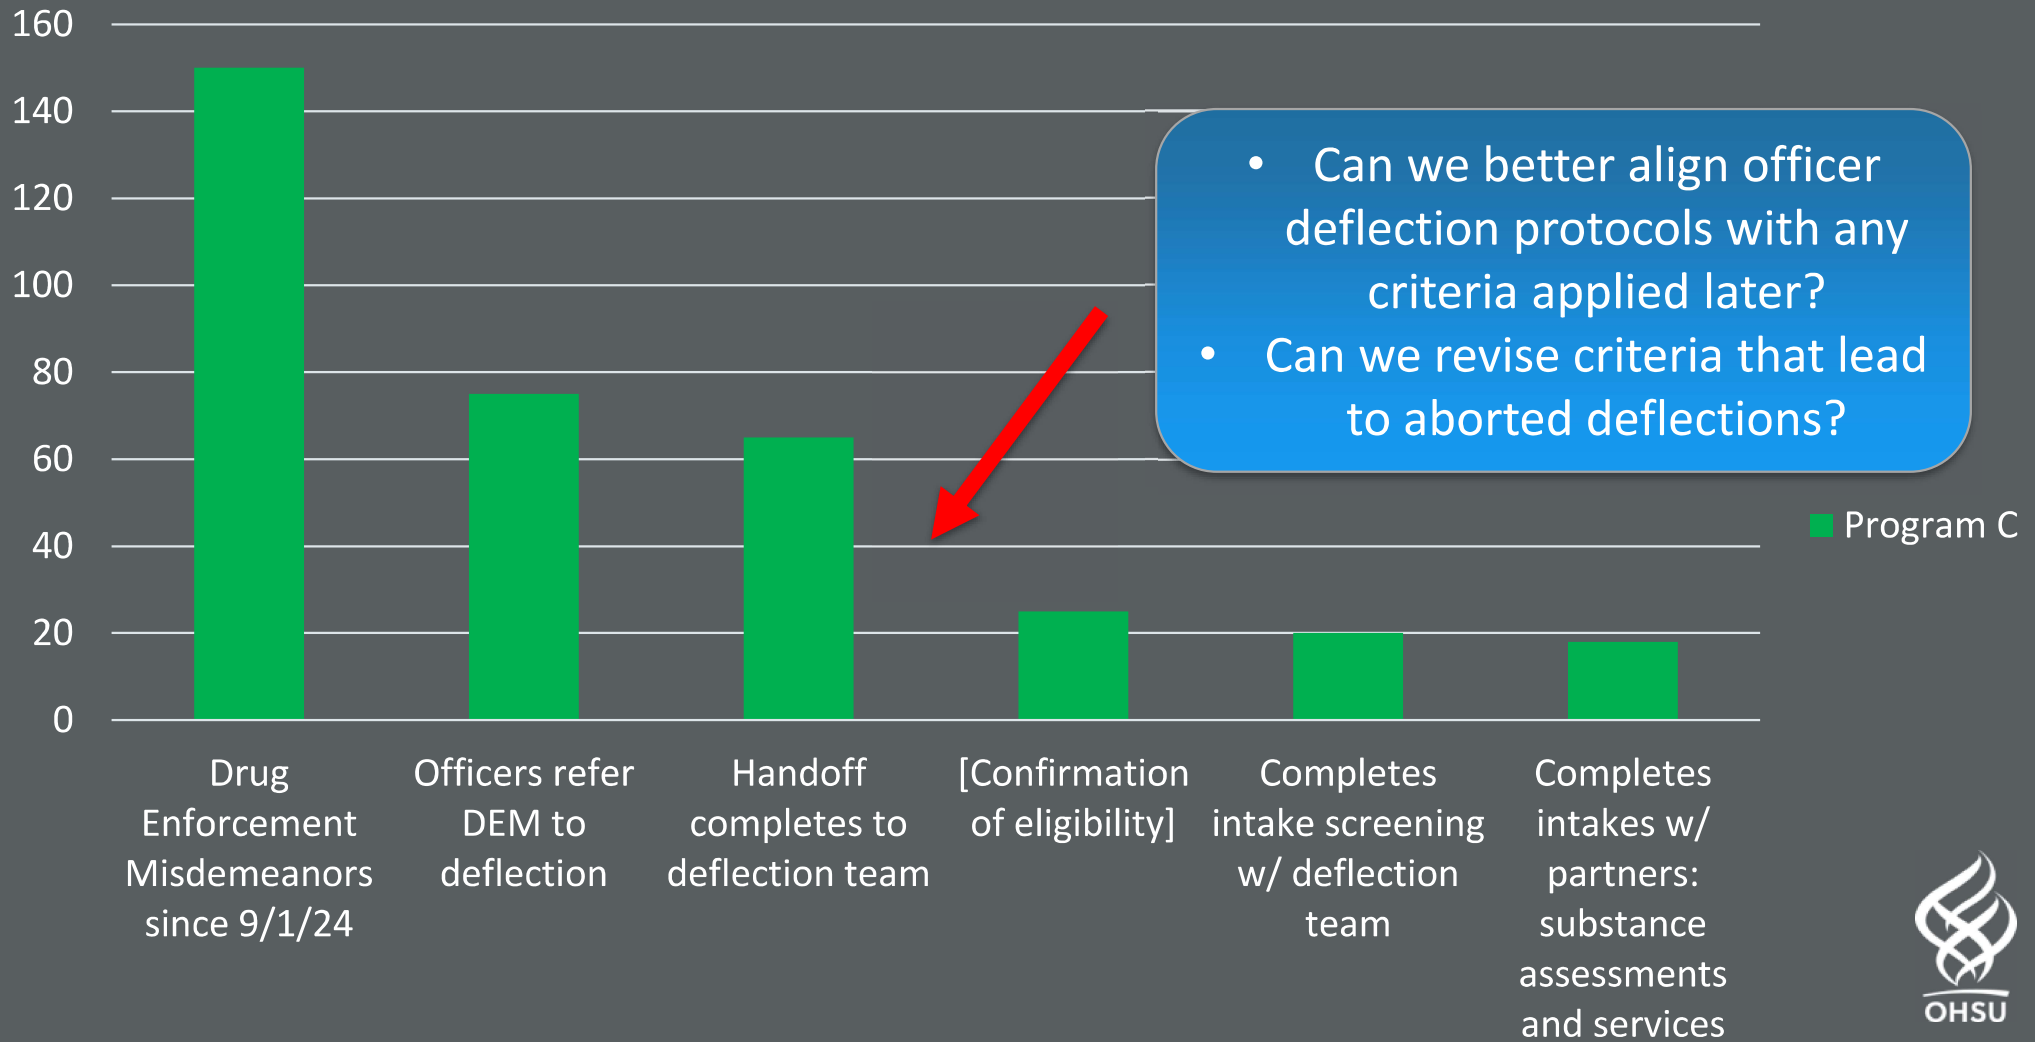 160
140
120
100
80
60
40
20
0
• Can we better align officer
deflection protocols with any
criteria applied later?
• Can we revise criteria that lead
to aborted deflections?
Program C
Drug
Enforcement
Misdemeanors
since 9/1/24
Officers refer
DEM to
deflection
Handoff
completes to
deflection team
[Confirmation
of eligibility]
Completes
intake screening
w/ deflection
team
Completes
intakes w/
partners:
substance
assessments
and services
OHSU